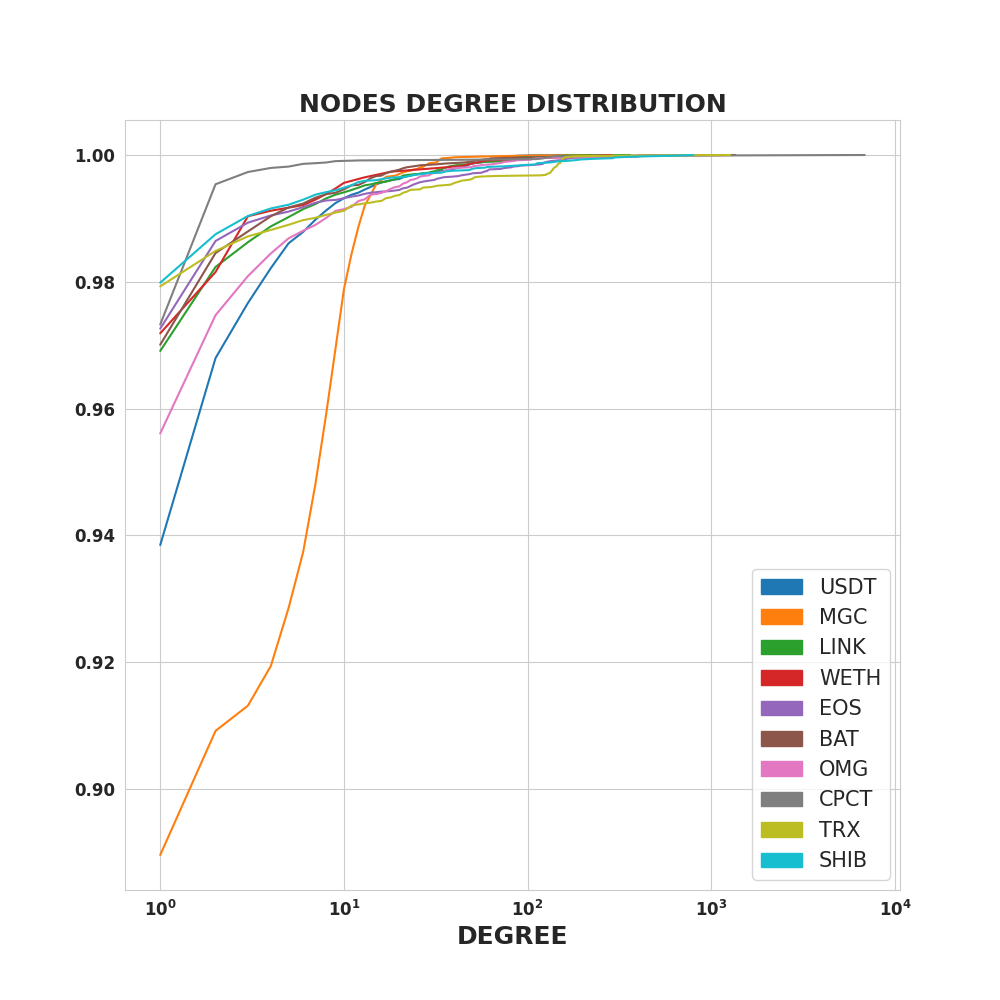 NODES DEGREE DISTRIBUTION
1.00
0.98
0.96
0.94
0.92
0.90
USDT
MGC
LINK
WETH
EOS
BAT
OMG
CPCT
TRX
SHIB
10⁰ 10¹ 10² 10³ 10⁴
DEGREE